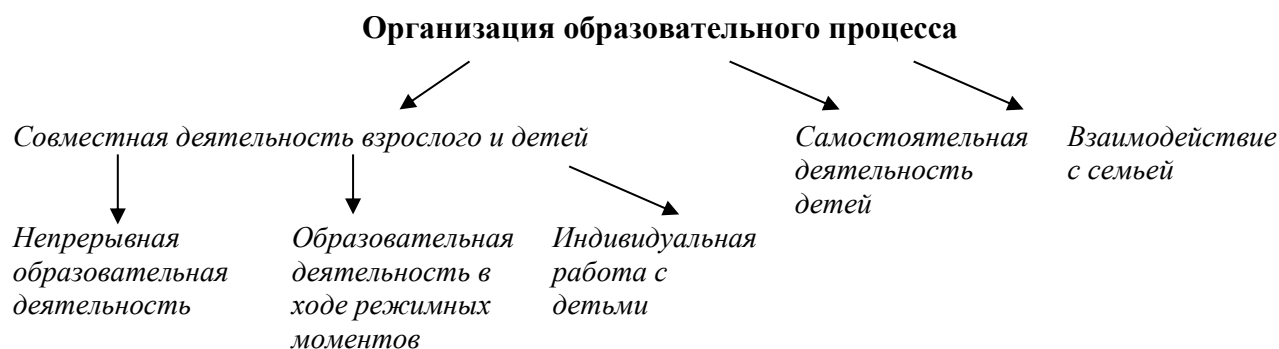 Организация образовательного процесса
Совместная деятельность взрослого и детей
Самостоятельная
деятельность
детей
Взаимодействие
с семьей
Непрерывная
образовательная
деятельность
Образовательная
деятельность в
ходе режимных
моментов
Индивидуальная
работа с
детьми